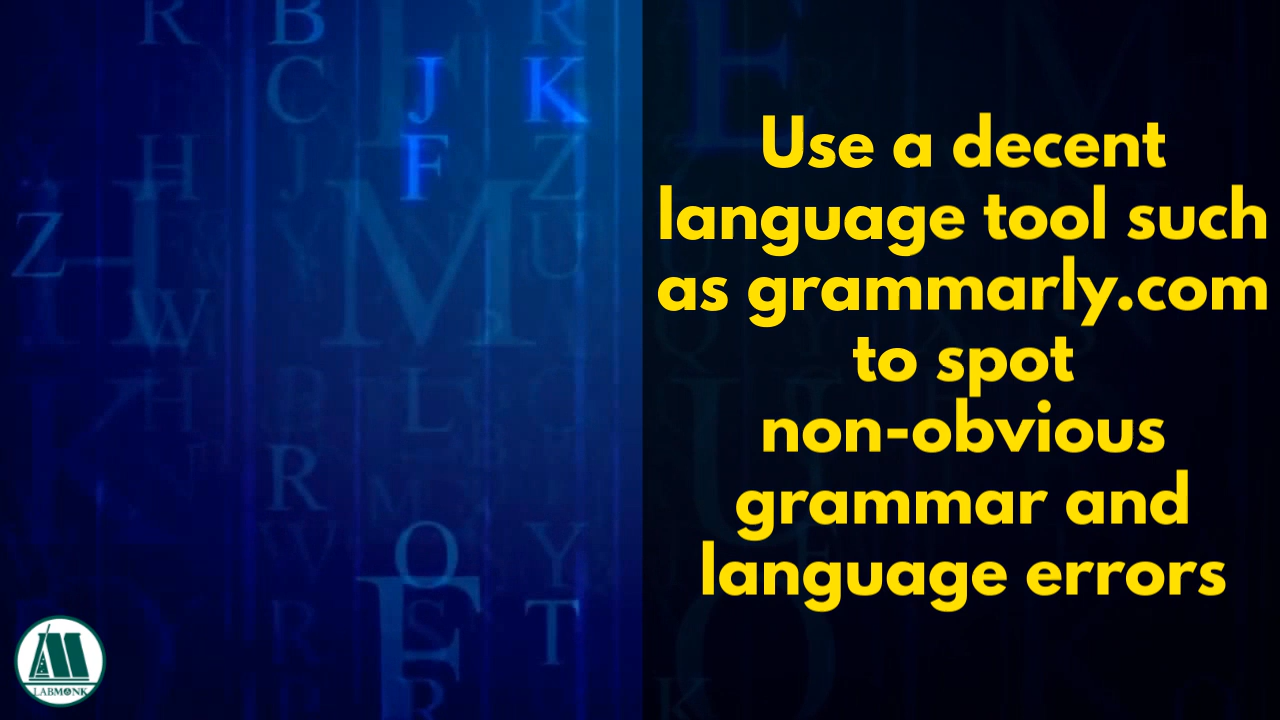 Use a decent
language tool such
as grammarly.com
to spot
non-obvious
grammar and
language errors
LABMONK